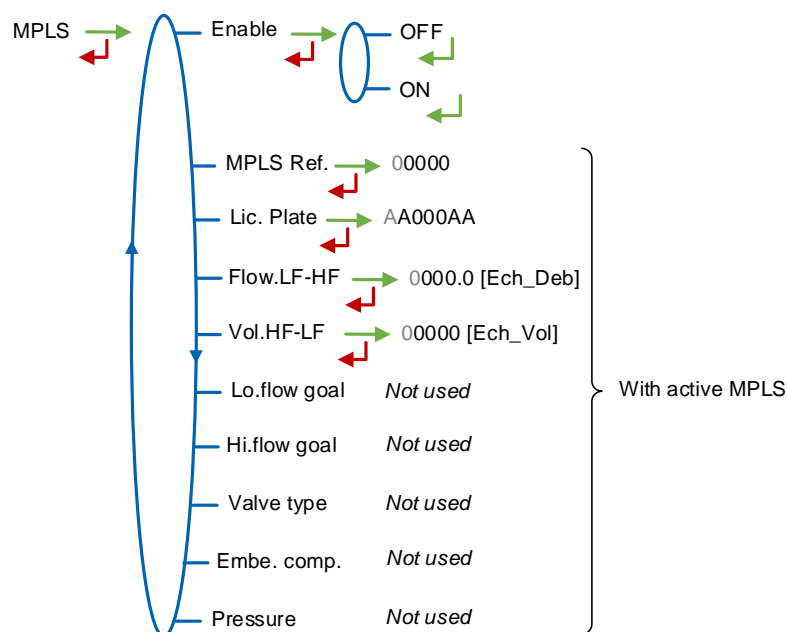 MPLS Enable OFF
ON
MPLS Ref. 00000
Lic. Plate AA000AA
Flow.LF-HF 0000.0 [Ech_Deb]
Vol.HF-LF 00000 [Ech_Vol]
Lo.flow goal Not used
With active MPLS
Hi.flow goal Not used
Valve type Not used
Embe. comp. Not used
Pressure Not used